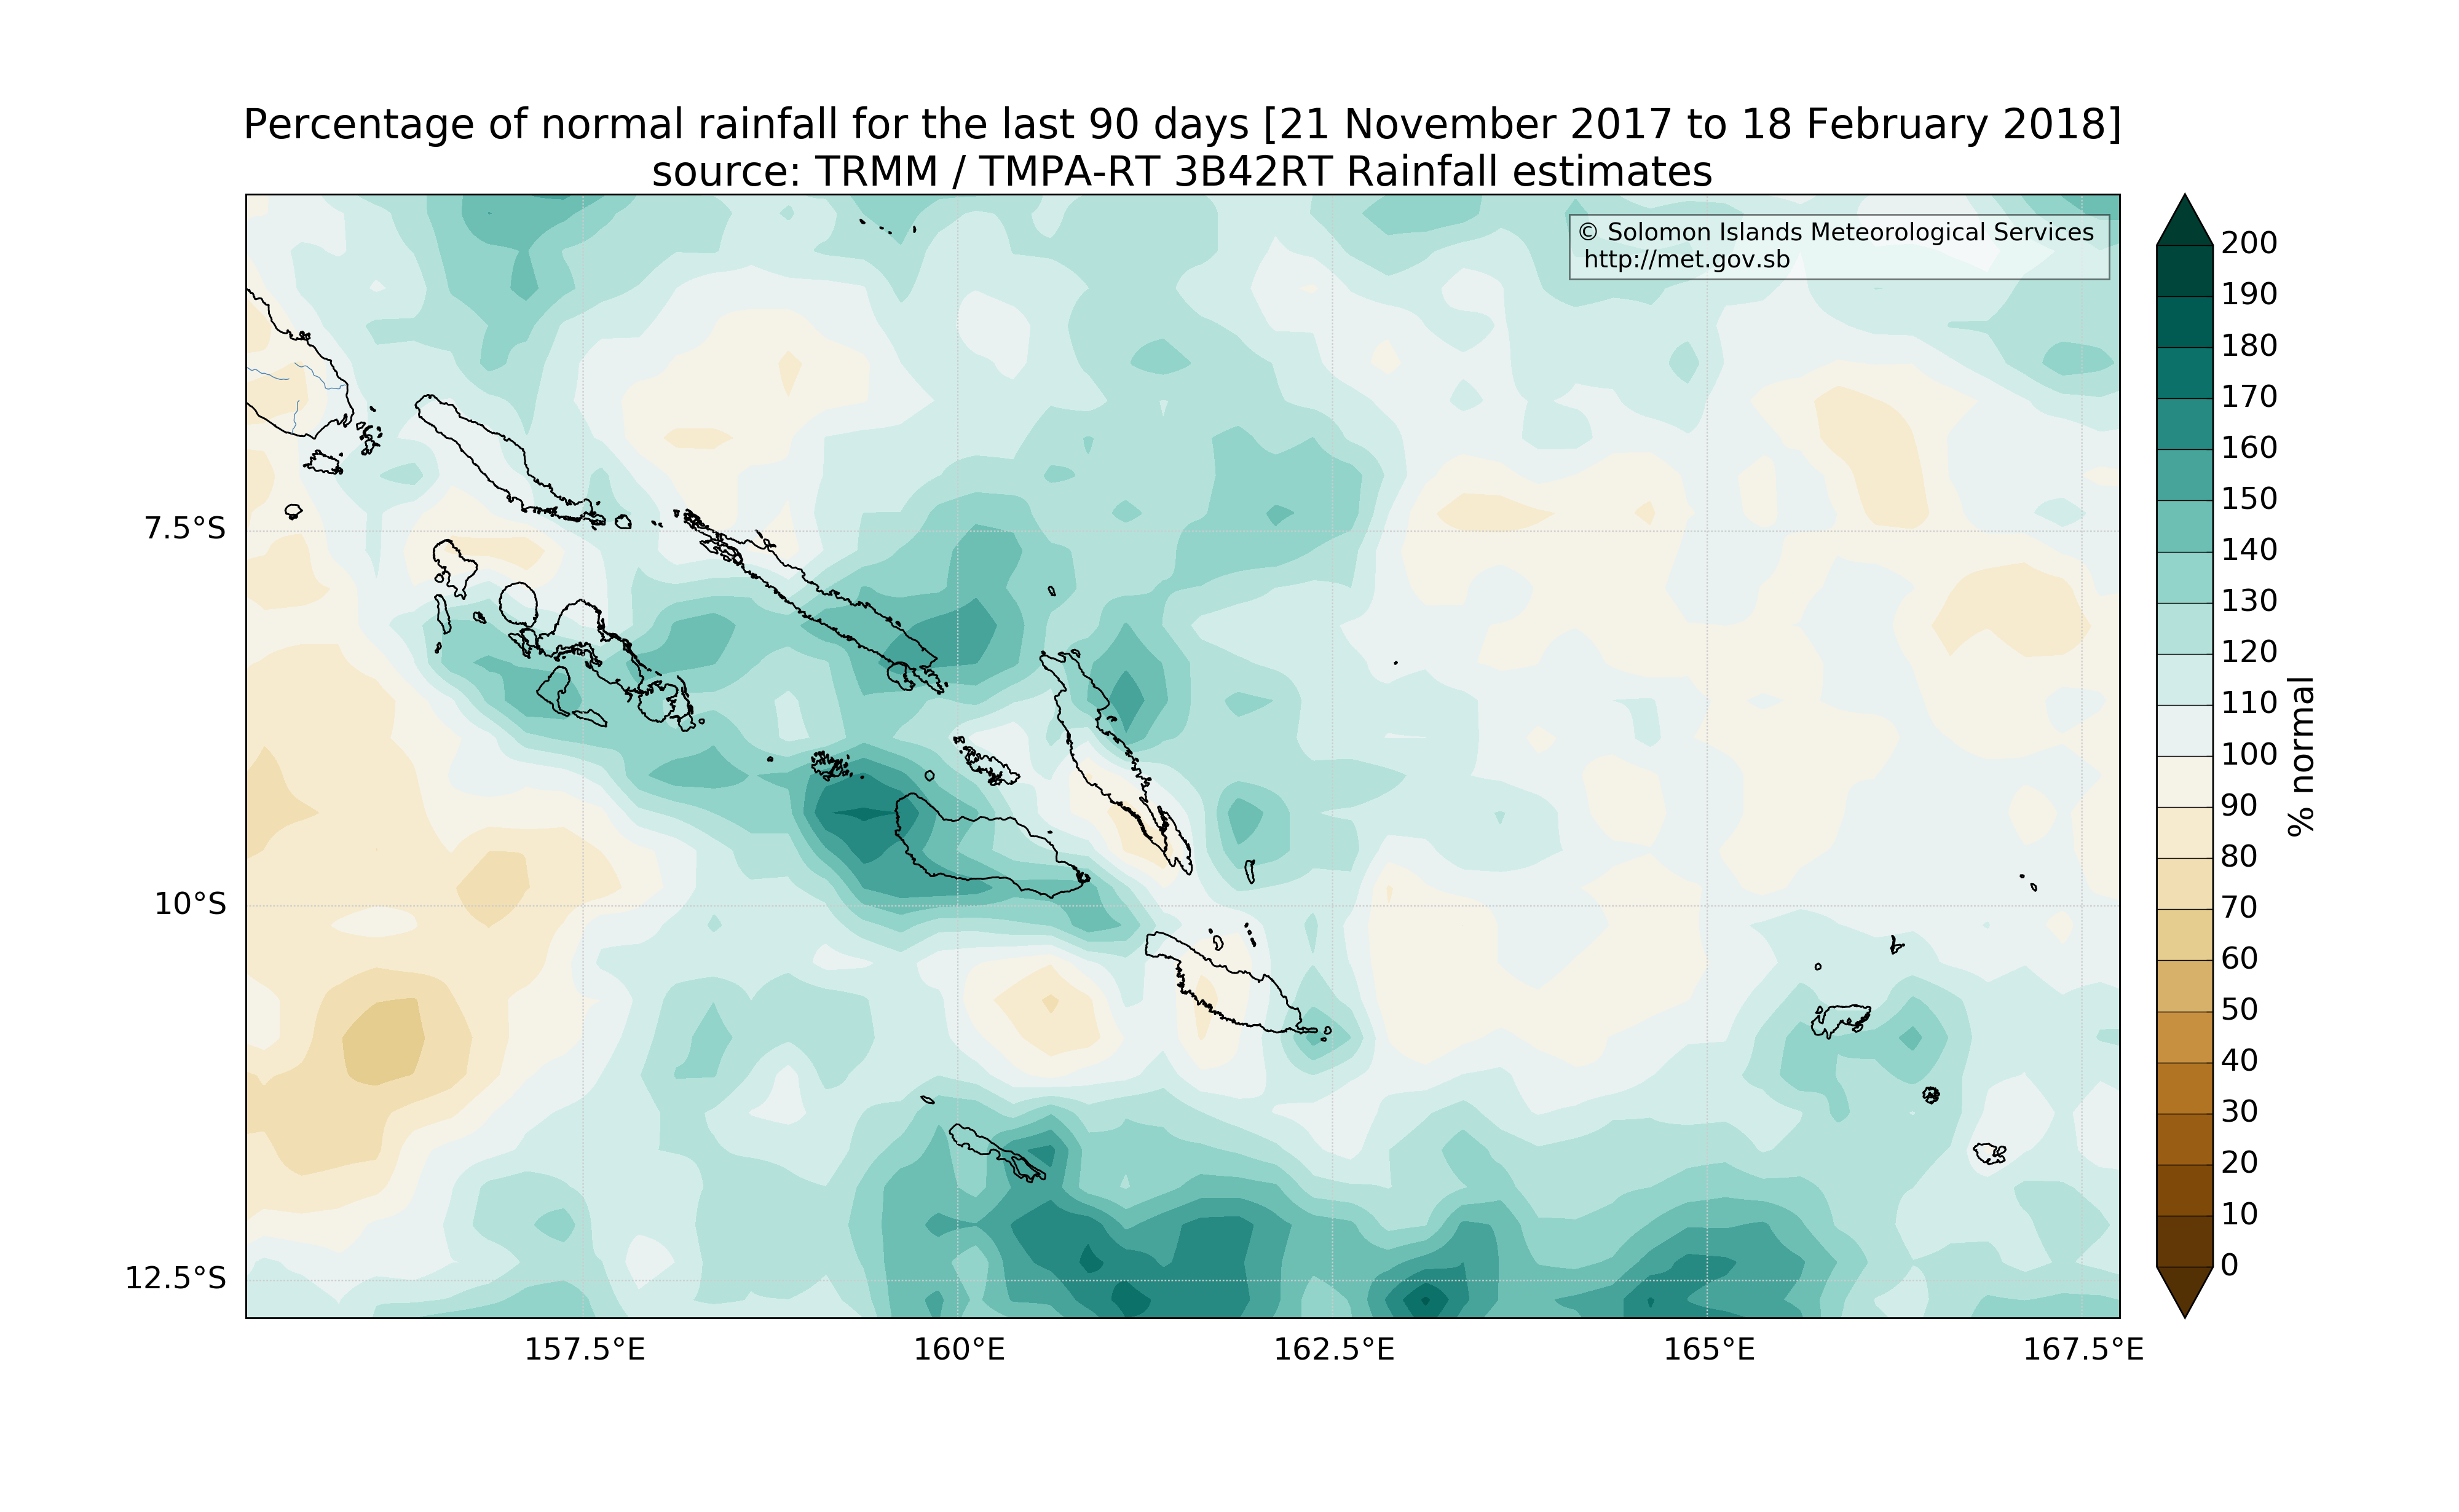 Percentage of normal rainfall for the last 90 days [21 November 2017 to 18 February 2018]
source: TRMM / TMPA-RT 3B42RT Rainfall estimates
© Solomon Islands Meteorological Services
http://met.gov.sb
7.5°S
10°S
12.5°S
157.5°E
160°E
162.5°E
165°E
167.5°E
200
190
180
170
160
150
140
130
120
110
100
90
80
70
60
50
40
30
20
10
0
% normal